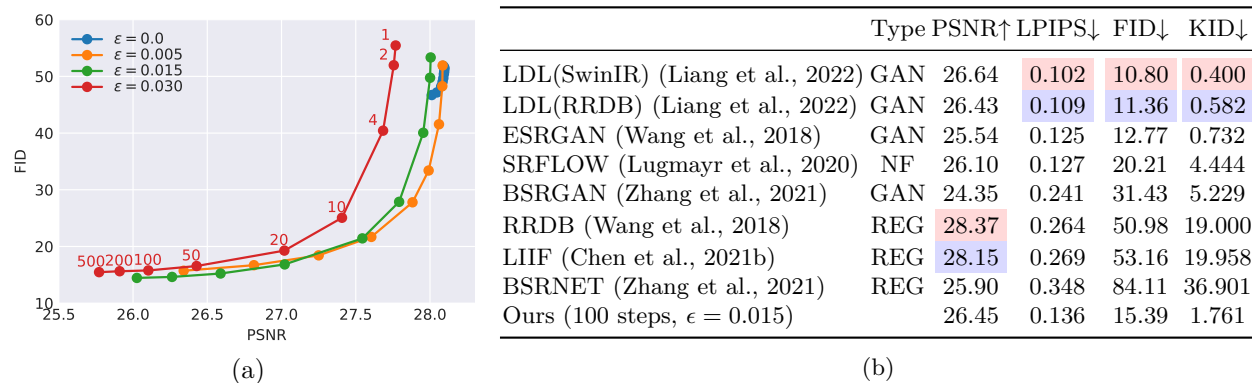 60
50
40
30
20
10
FID
ε = 0.0
ε = 0.005
ε = 0.015
ε = 0.030
1
2
4
10
20
50
500 200 100
25.5 26.0 26.5 27.0 27.5 28.0
PSNR
(a)
Type PSNR↑ LPIPS↓ FID↓ KID↓
LDL(SwinIR) (Liang et al., 2022) GAN 26.64 0.102 10.80 0.400
LDL(RRDB) (Liang et al., 2022) GAN 26.43 0.109 11.36 0.582
ESRGAN (Wang et al., 2018) GAN 25.54 0.125 12.77 0.732
SRFLOW (Lugmayr et al., 2020) NF 26.10 0.127 20.21 4.444
BSRGAN (Zhang et al., 2021) GAN 24.35 0.241 31.43 5.229
RRDB (Wang et al., 2018) REG 28.37 0.264 50.98 19.000
LIIF (Chen et al., 2021b) REG 28.15 0.269 53.16 19.958
BSRNET (Zhang et al., 2021) REG 25.90 0.348 84.11 36.901
Ours (100 steps, ϵ = 0.015) 26.45 0.136 15.39 1.761
(b)